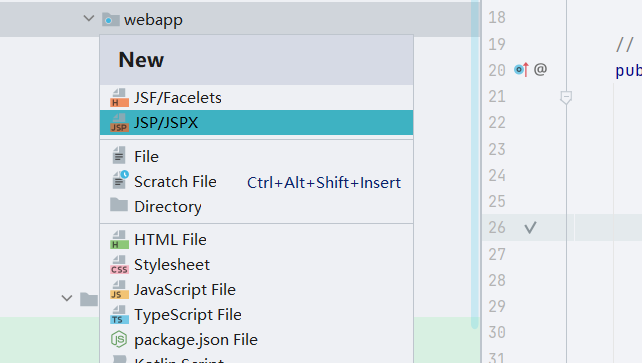 webapp
New
JSF/Facelets
JSP/JSPX
File
Scratch File Ctrl+Alt+Shift+Insert
Directory
HTML File
Stylesheet
JavaScript File
TypeScript File
package.json File
Kotlin Script
18
19 //
20 @ pub
21
22
23
24
25
26
27
28
29
30
31